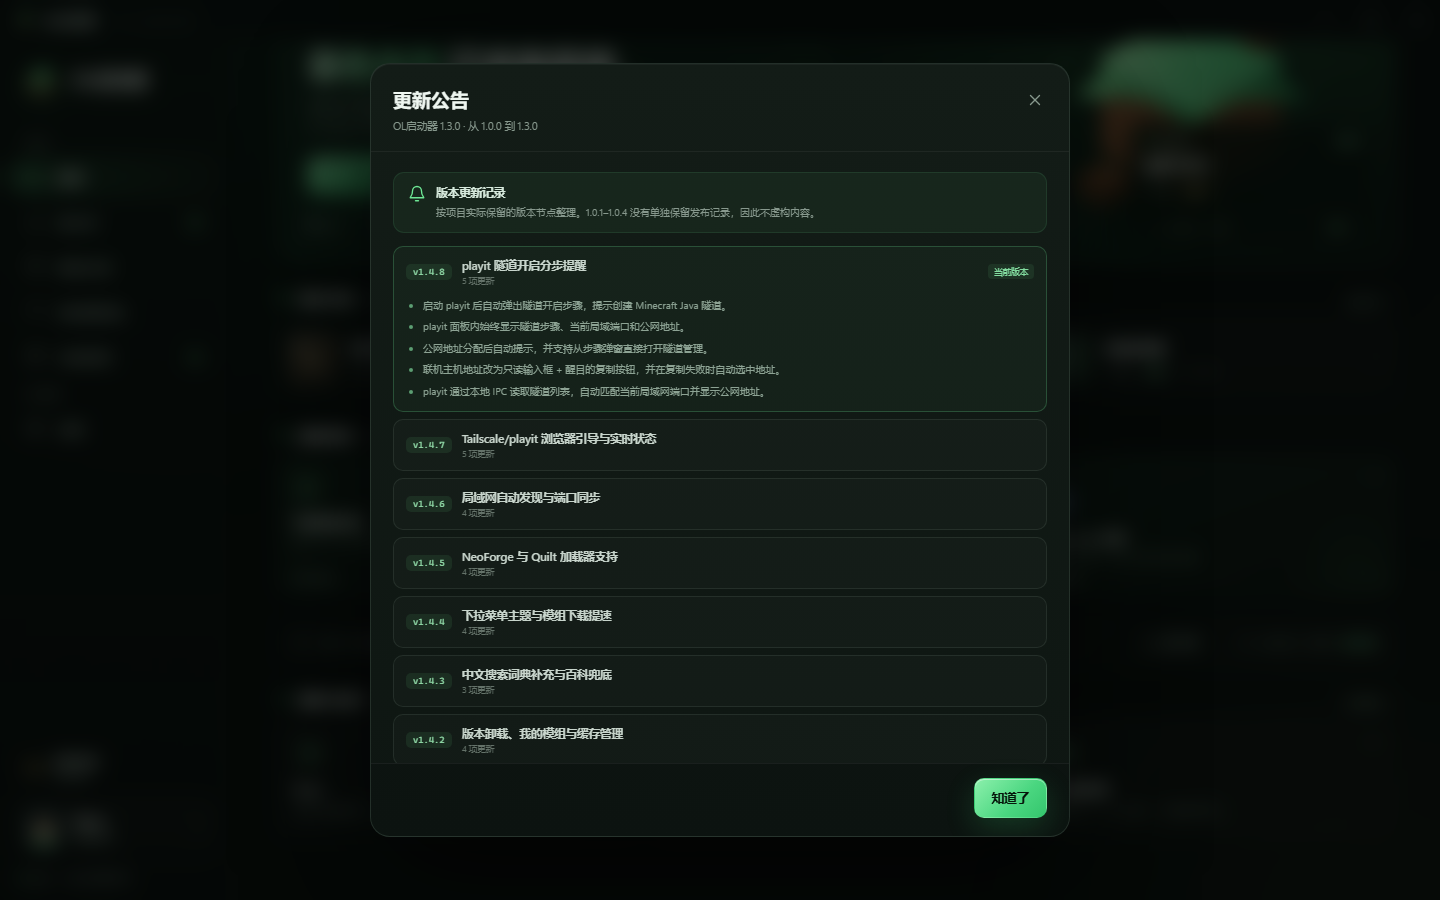 更新公告
OL启动器 1.3.0 · 从 1.0.0 到 1.3.0
版本更新记录
按项目实际保留的版本节点整理。1.0.1–1.0.4 没有单独保留发布记录，因此不虚构内容。
v1.4.8
playit 隧道开启分步提醒
当前版本
5 项更新
启动 playit 后自动弹出隧道开启步骤，提示创建 Minecraft Java 隧道。
playit 面板内始终显示隧道步骤、当前局域端口和公网地址。
公网地址分配后自动提示，并支持从步骤弹窗直接打开隧道管理。
联机主机地址改为只读输入框 + 醒目的复制按钮，并在复制失败时自动选中地址。
playit 通过本地 IPC 读取隧道列表，自动匹配当前局域网端口并显示公网地址。
v1.4.7
Tailscale/playit 浏览器引导与实时状态
5 项更新
v1.4.6
局域网自动发现与端口同步
4 项更新
v1.4.5
NeoForge 与 Quilt 加载器支持
4 项更新
v1.4.4
下拉菜单主题与模组下载提速
4 项更新
v1.4.3
中文搜索词典补充与百科兜底
3 项更新
v1.4.2
版本卸载、我的模组与缓存管理
4 项更新
知道了